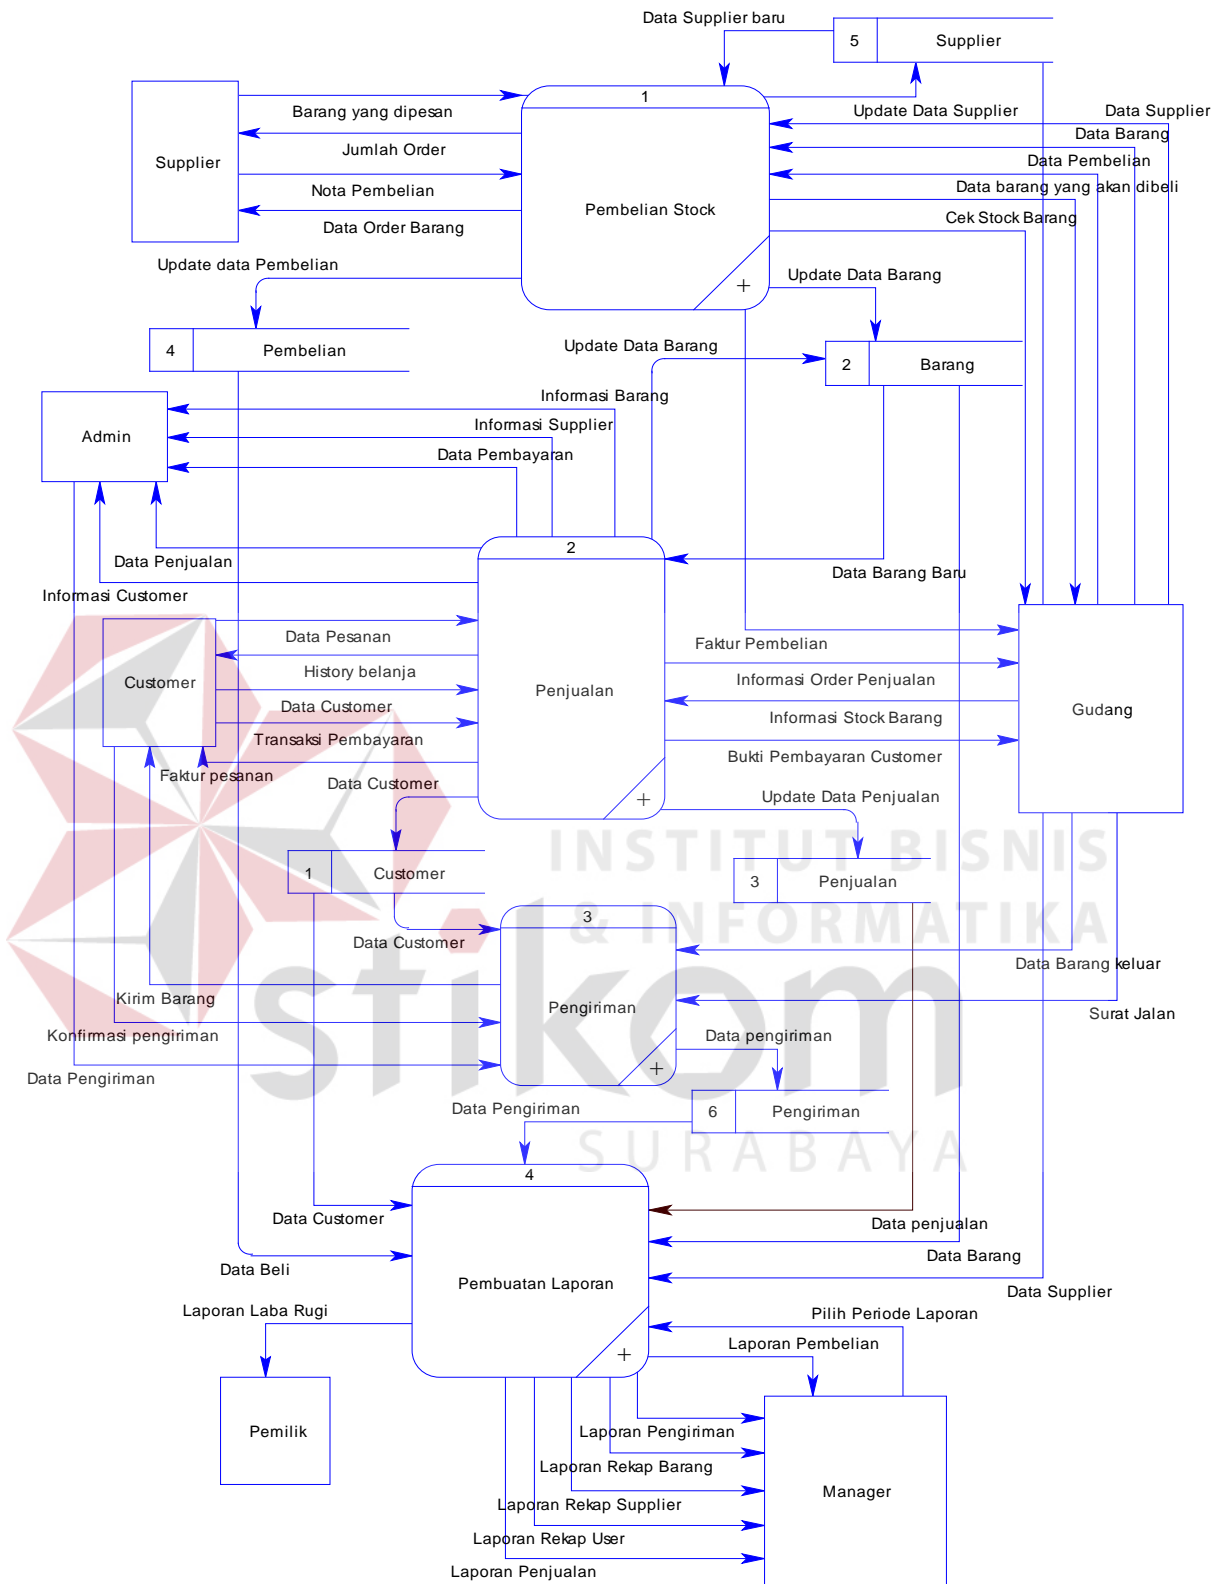 Data Supplier baru
5
Supplier
1
Barang yang dipesan
Update Data Supplier
Data Supplier
Data Barang
Jumlah Order
Supplier
Data Pembelian
Nota Pembelian
Data barang yang akan dibeli
Pembelian Stock
Cek Stock Barang
Data Order Barang
Update data Pembelian
Update Data Barang
+
4
Pembelian
Update Data Barang
2
Barang
Informasi Barang
Admin
Informasi Supplier
Data Pembayaran
2
Data Penjualan
Data Barang Baru
Informasi Customer
Data Pesanan
Faktur Pembelian
History belanja
Customer
Penjualan
Informasi Order Penjualan
Data Customer
Informasi Stock Barang
Gudang
Transaksi Pembayaran
Bukti Pembayaran Customer
Faktur pesanan
Data Customer
+
Update Data Penjualan
INSTITUT BISNIS
1
Customer
3
Penjualan
3
& INFORMATIKA
Data Customer
Data Barang keluar
Kirim Barang
Pengiriman
Surat Jalan
stikom
Konfirmasi pengiriman
Data pengiriman
+
Data Pengiriman
Data Pengiriman
6
Pengiriman
SURABAYA
4
Data Customer
Data penjualan
Data Barang
Data Beli
Pembuatan Laporan
Data Supplier
Laporan Laba Rugi
Pilih Periode Laporan
Laporan Pembelian
+
Pemilik
Laporan Pengiriman
Laporan Rekap Barang
Manager
Laporan Rekap Supplier
Laporan Rekap User
Laporan Penjualan